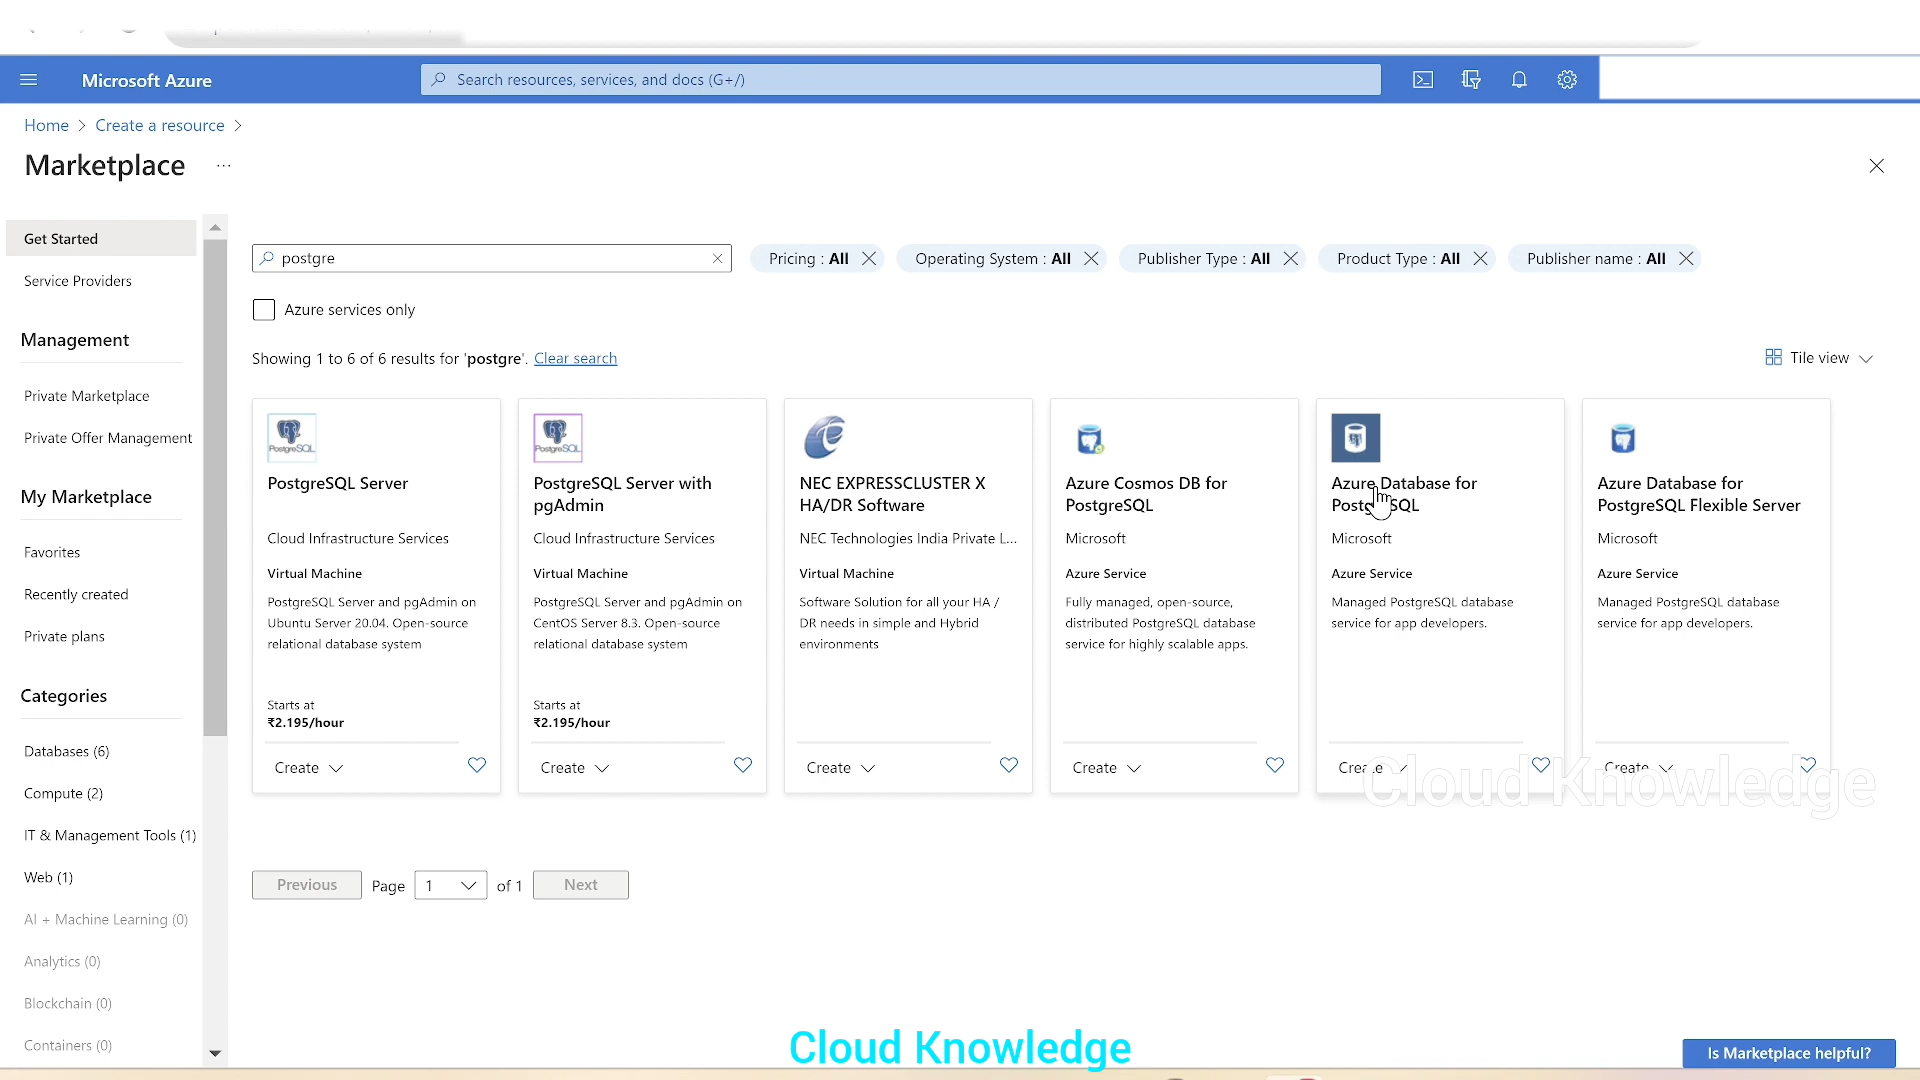 Microsoft Azure
Search resources, services, and docs (G+/)
Home
Create a resource
Marketplace
Get Started
Service Providers
Management
Private Marketplace
Private Offer Management
My Marketplace
Favorites
Recently created
Private plans
Categories
Databases (6)
Compute (2)
IT & Management Tools (1)
Web (1)
AI + Machine Learning (0)
Analytics (0)
Blockchain (0)
Containers (0)
postgre
Pricing : All
Operating System : All
Publisher Type : All
Product Type : All
Publisher name : All
Azure services only
Showing 1 to 6 of 6 results for 'postgre'. Clear search
Tile view
PostgreSQL
PostgreSQL Server
Cloud Infrastructure Services
Virtual Machine
PostgreSQL Server and pgAdmin on
Ubuntu Server 20.04. Open-source
relational database system
Starts at
₹2.195/hour
Create
PostgreSQL
PostgreSQL Server with
pgAdmin
Cloud Infrastructure Services
Virtual Machine
PostgreSQL Server and pgAdmin on
CentOS Server 8.3. Open-source
relational database system
Starts at
₹2.195/hour
Create
NEC EXPRESSCLUSTER X
HA/DR Software
NEC Technologies India Private L...
Virtual Machine
Software Solution for all your HA /
DR needs in simple and Hybrid
environments
Create
Azure Cosmos DB for
PostgreSQL
Microsoft
Azure Service
Fully managed, open-source,
distributed PostgreSQL database
service for highly scalable apps.
Create
Azure Database for
PostgreSQL
Microsoft
Azure Service
Managed PostgreSQL database
service for app developers.
Create
Azure Database for
PostgreSQL Flexible Server
Microsoft
Azure Service
Managed PostgreSQL database
service for app developers.
Create
Cloud Knowledge
Previous
Page
1
of 1
Next
Cloud Knowledge
Is Marketplace helpful?